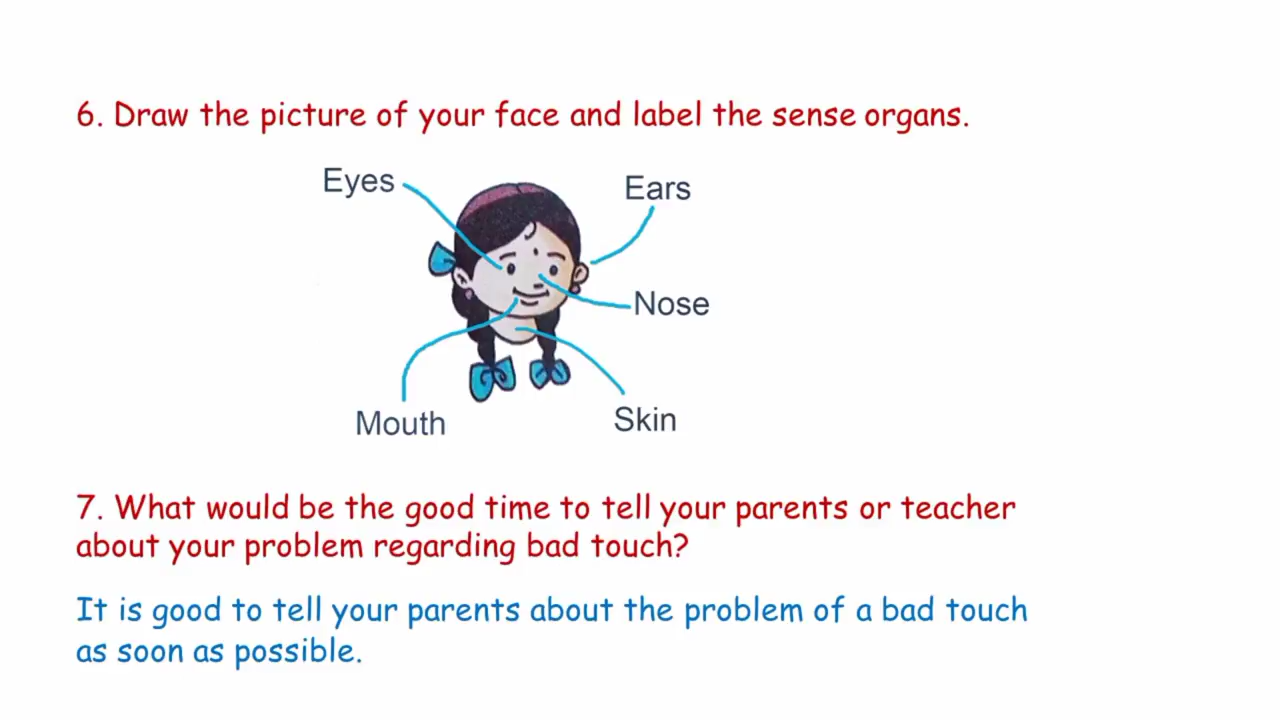 6. Draw the picture of your face and label the sense organs.
Eyes
Ears
Nose
Mouth
Skin
7. What would be the good time to tell your parents or teacher
about your problem regarding bad touch?
It is good to tell your parents about the problem of a bad touch
as soon as possible.